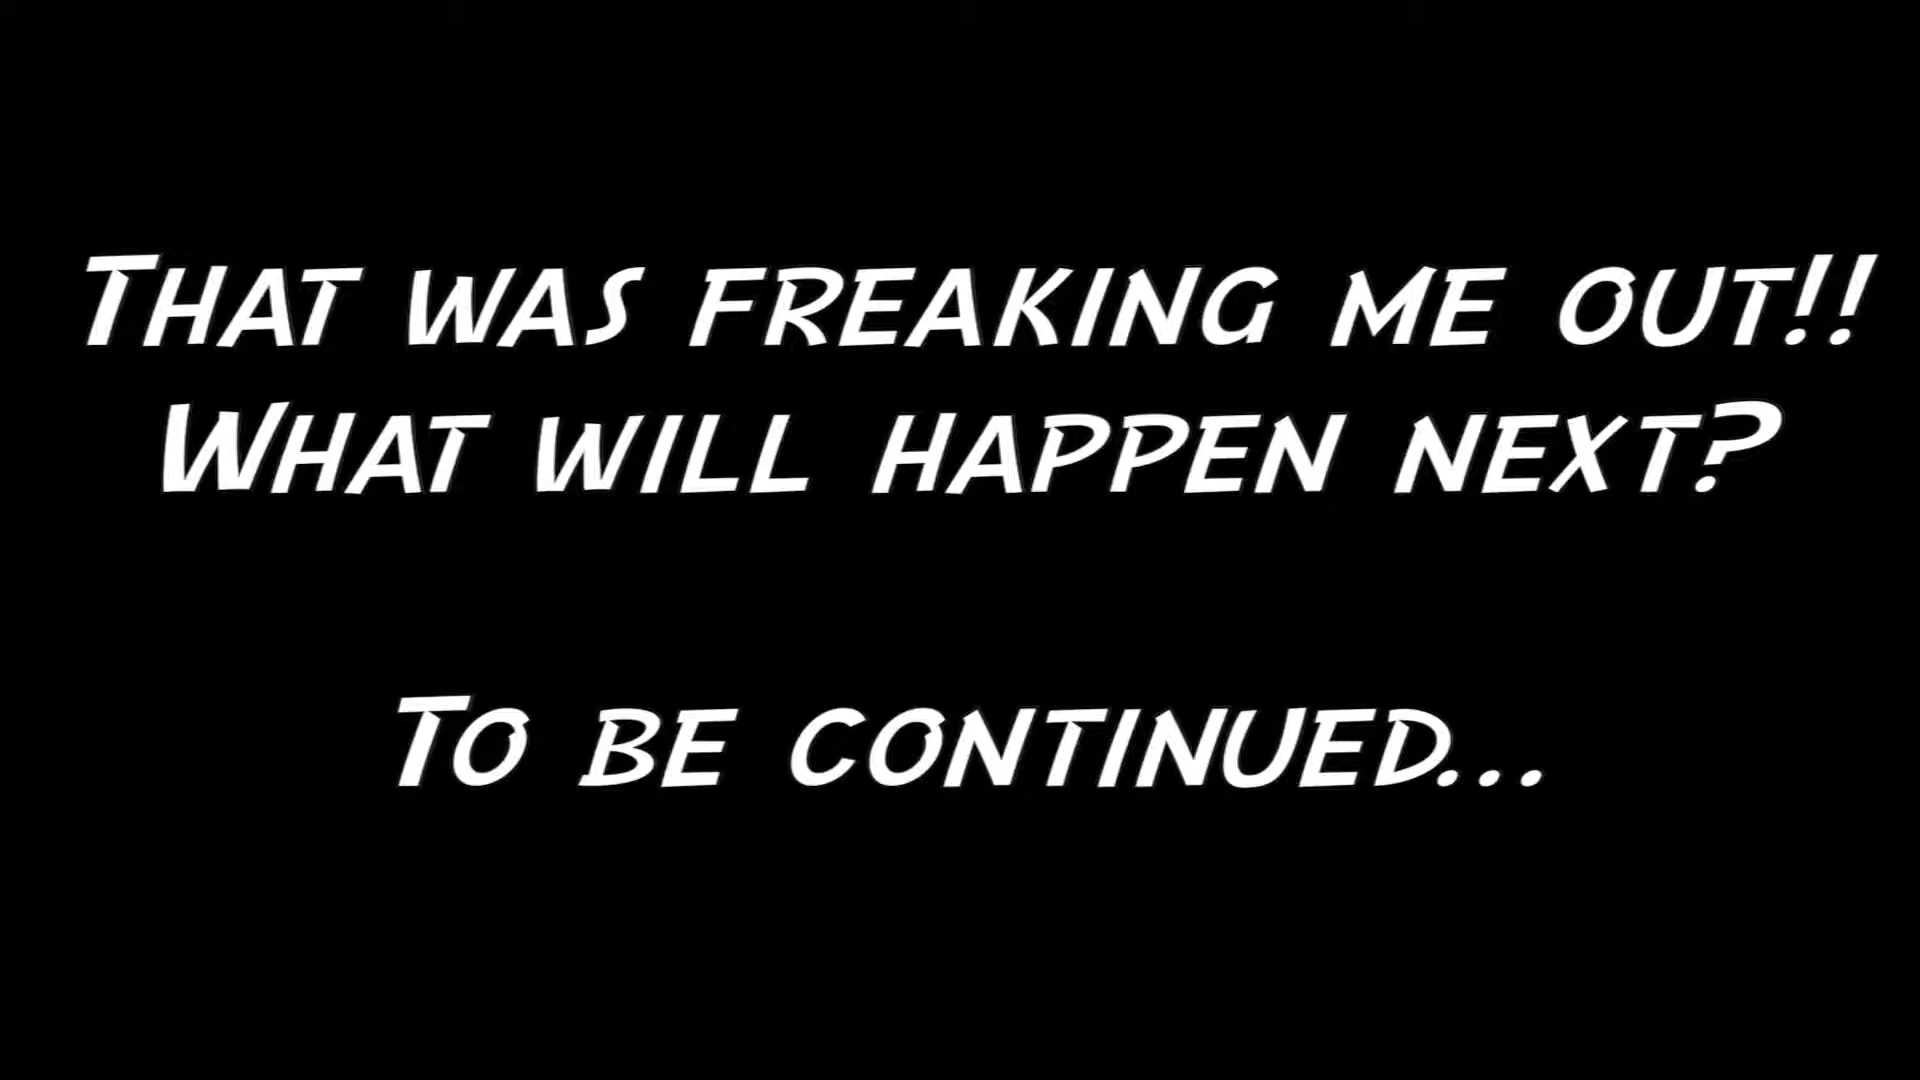 That was freaking me out!!
What will happen next?
To be continued...